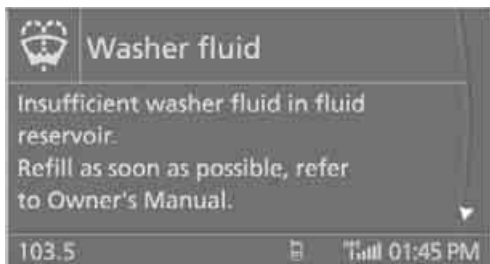 Washer fluid
Insufficient washer fluid in fluid
reservoir.
Refill as soon as possible, refer
to Owner's Manual.
103.5 01:45 PM